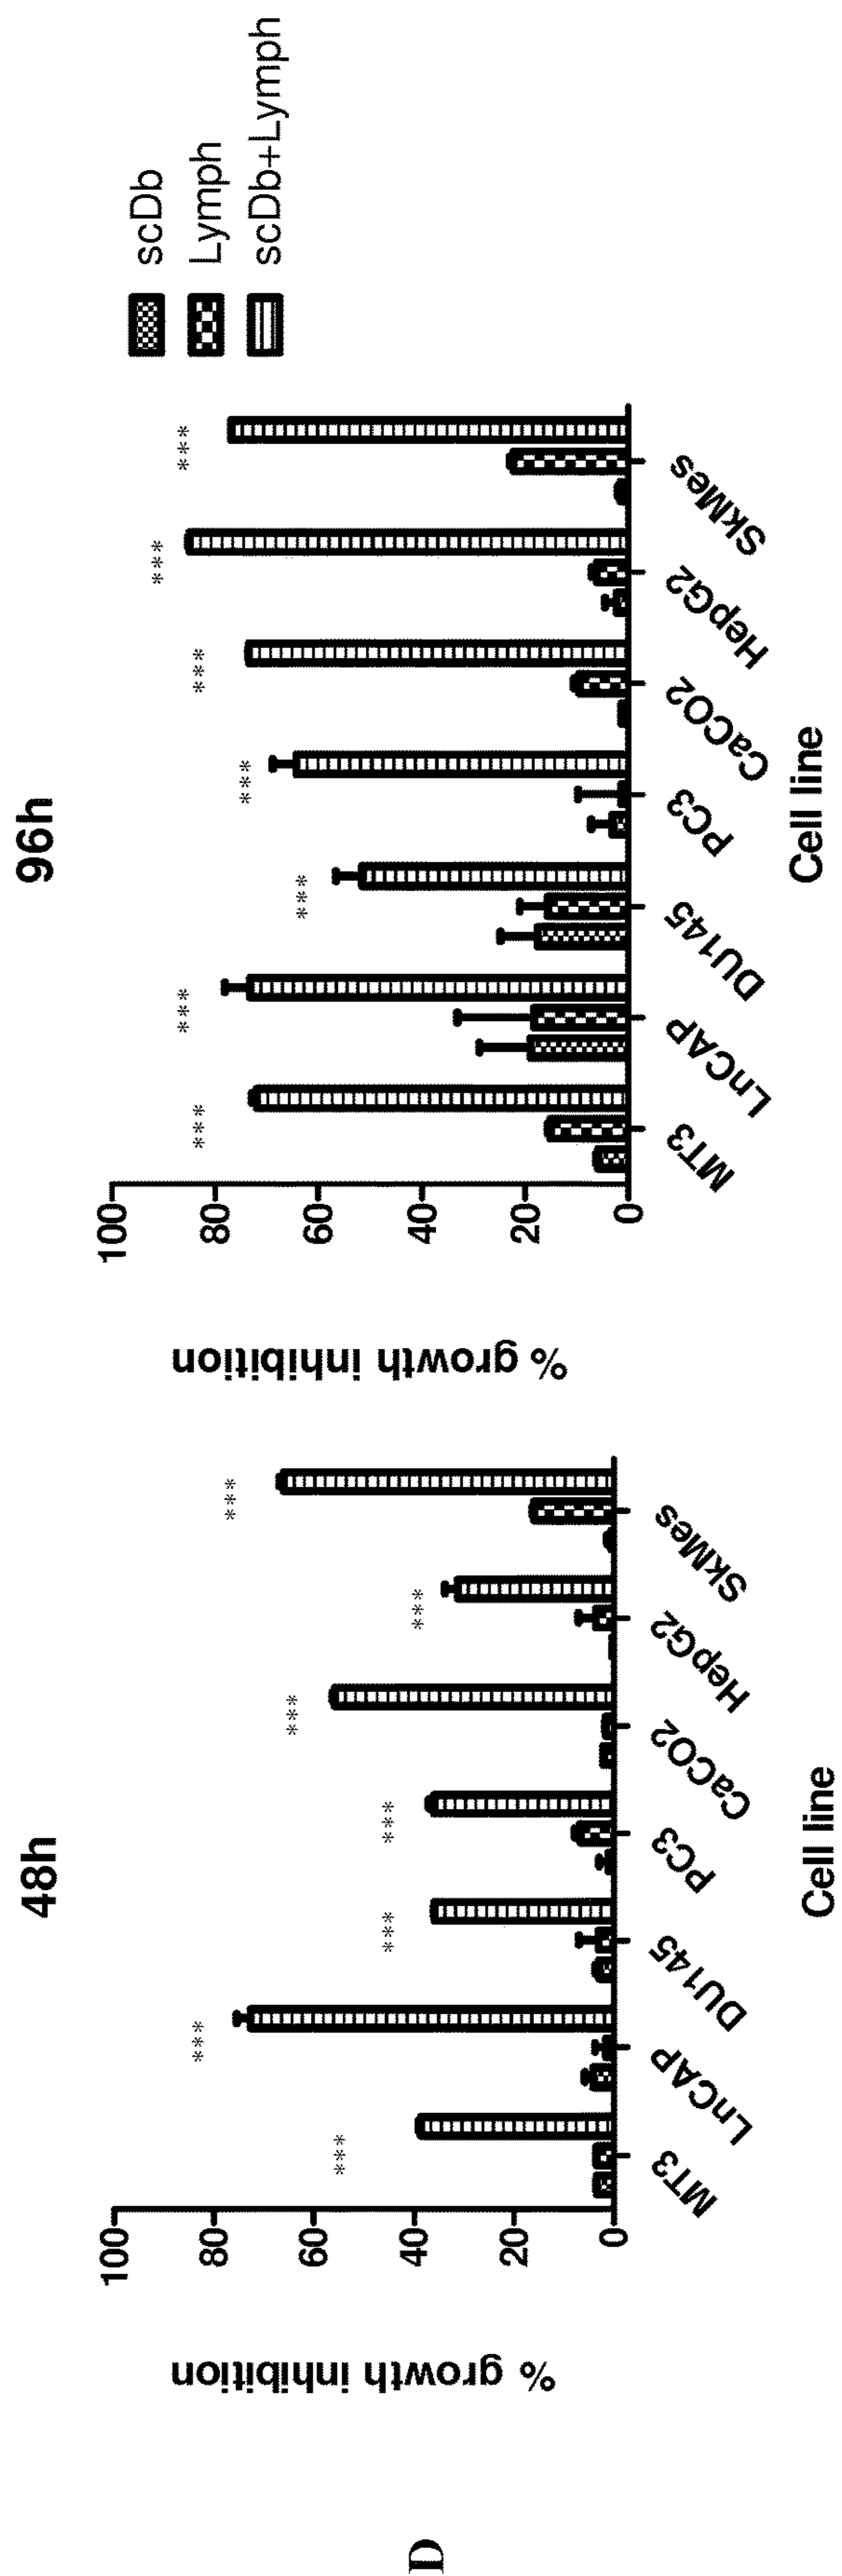 D
48h
% growth inhibition
100
80
60
40
20
0
***
***
***
***
***
***
***
MT3
LnCAP
DU145
PC3
CaCO2
HepG2
SkMes
Cell line
96h
% growth inhibition
100
80
60
40
20
0
***
***
***
***
***
***
***
MT3
LnCAP
DU145
PC3
CaCO2
HepG2
SkMes
Cell line
scDb
Lymph
scDb+Lymph